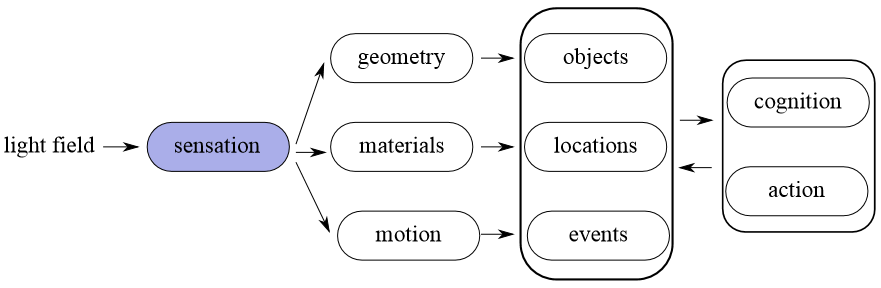 geometry
objects
cognition
light field
sensation
materials
locations
action
motion
events